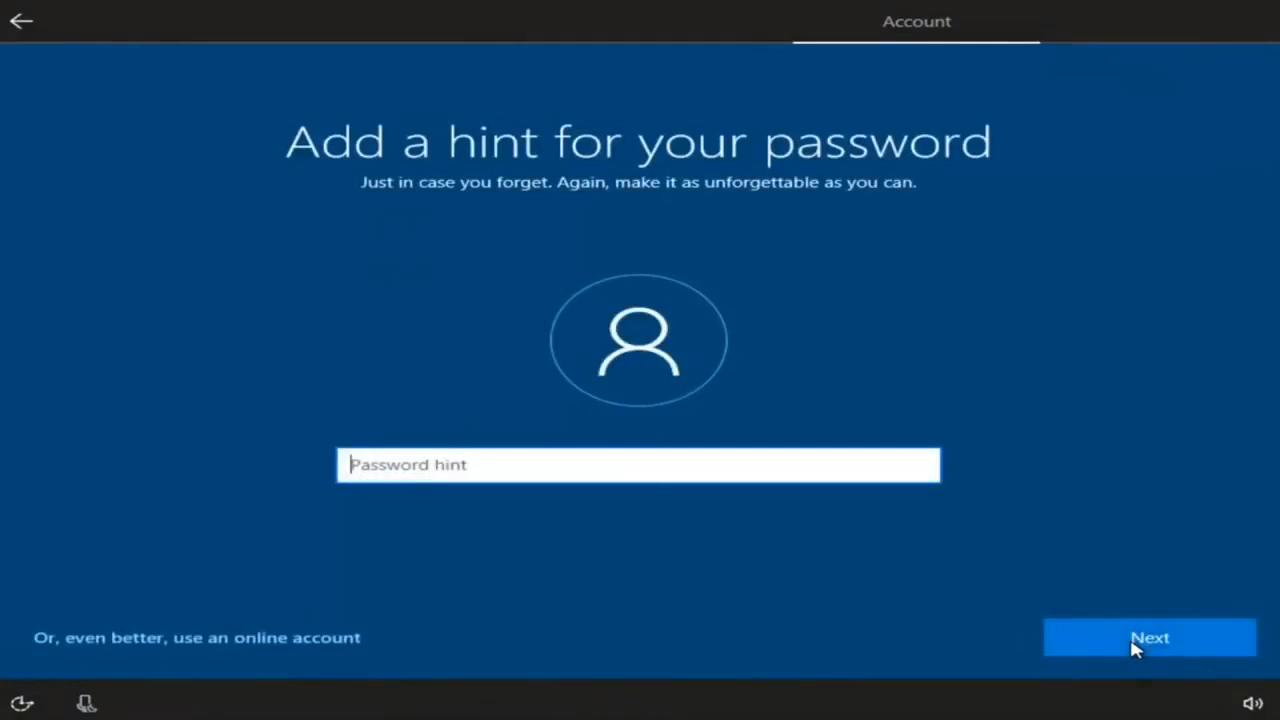 Account
Add a hint for your password
Just in case you forget. Again, make it as unforgettable as you can.
Password hint
Or, even better, use an online account
Next